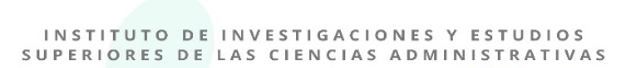 INSTITUTO DE INVESTIGACIONES Y ESTUDIOS
SUPERIORES DE LAS CIENCIAS ADMINISTRATIVAS